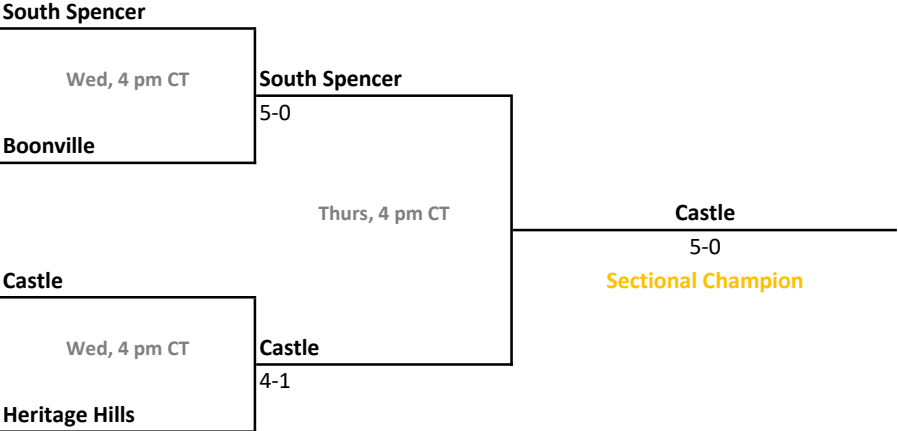 South Spencer
Wed, 4 pm CT
South Spencer
5-0
Boonville
Thurs, 4 pm CT
Castle
5-0
Castle
Sectional Champion
Wed, 4 pm CT
Castle
4-1
Heritage Hills